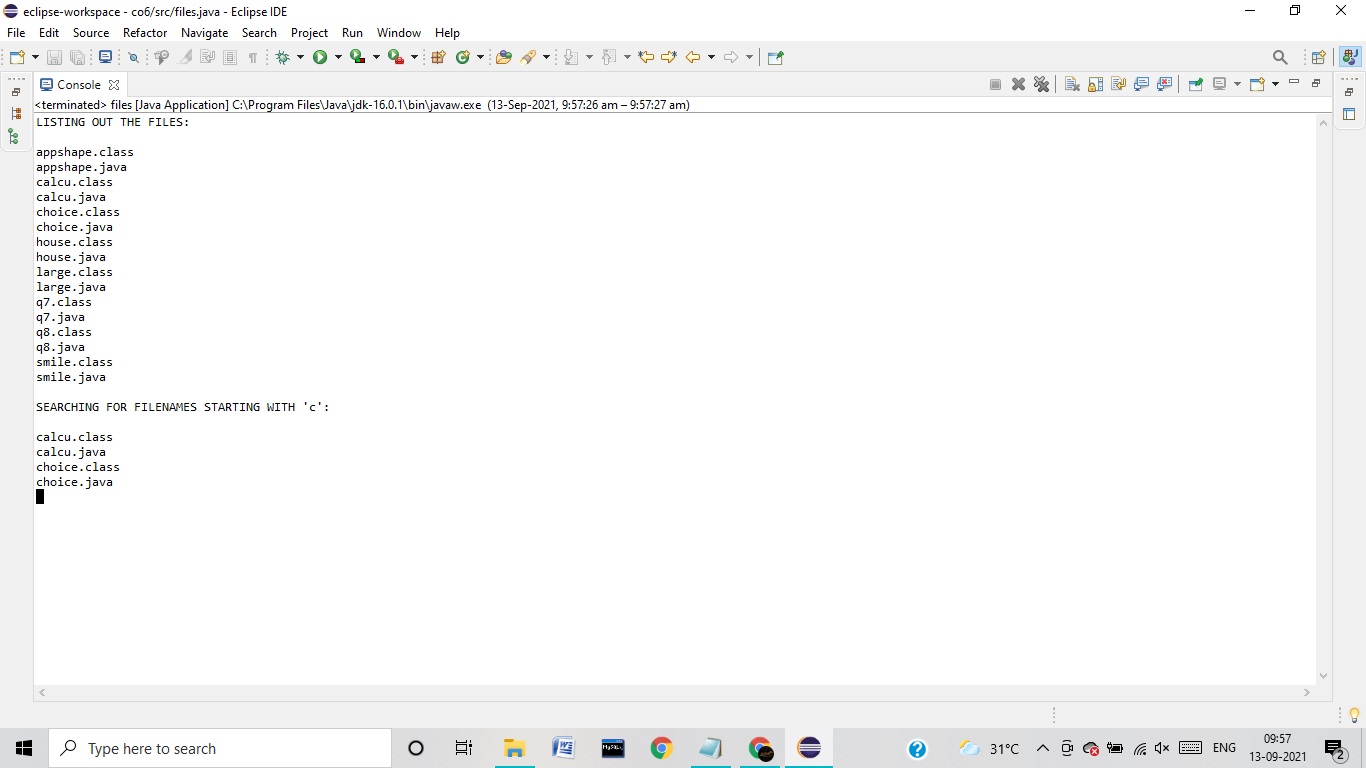 eclipse-workspace - co6/src/files.java - Eclipse IDE
File Edit Source Refactor Navigate Search Project Run Window Help
Console
<terminated> files [Java Application] C:\Program Files\Java\jdk-16.0.1\bin\javaw.exe (13-Sep-2021, 9:57:26 am – 9:57:27 am)
LISTING OUT THE FILES:
appshape.class
appshape.java
calcu.class
calcu.java
choice.class
choice.java
house.class
house.java
large.class
large.java
q7.class
q7.java
q8.class
q8.java
smile.class
smile.java
SEARCHING FOR FILENAMES STARTING WITH 'c':
calcu.class
calcu.java
choice.class
choice.java
Type here to search
31°C
ENG
09:57
13-09-2021
2